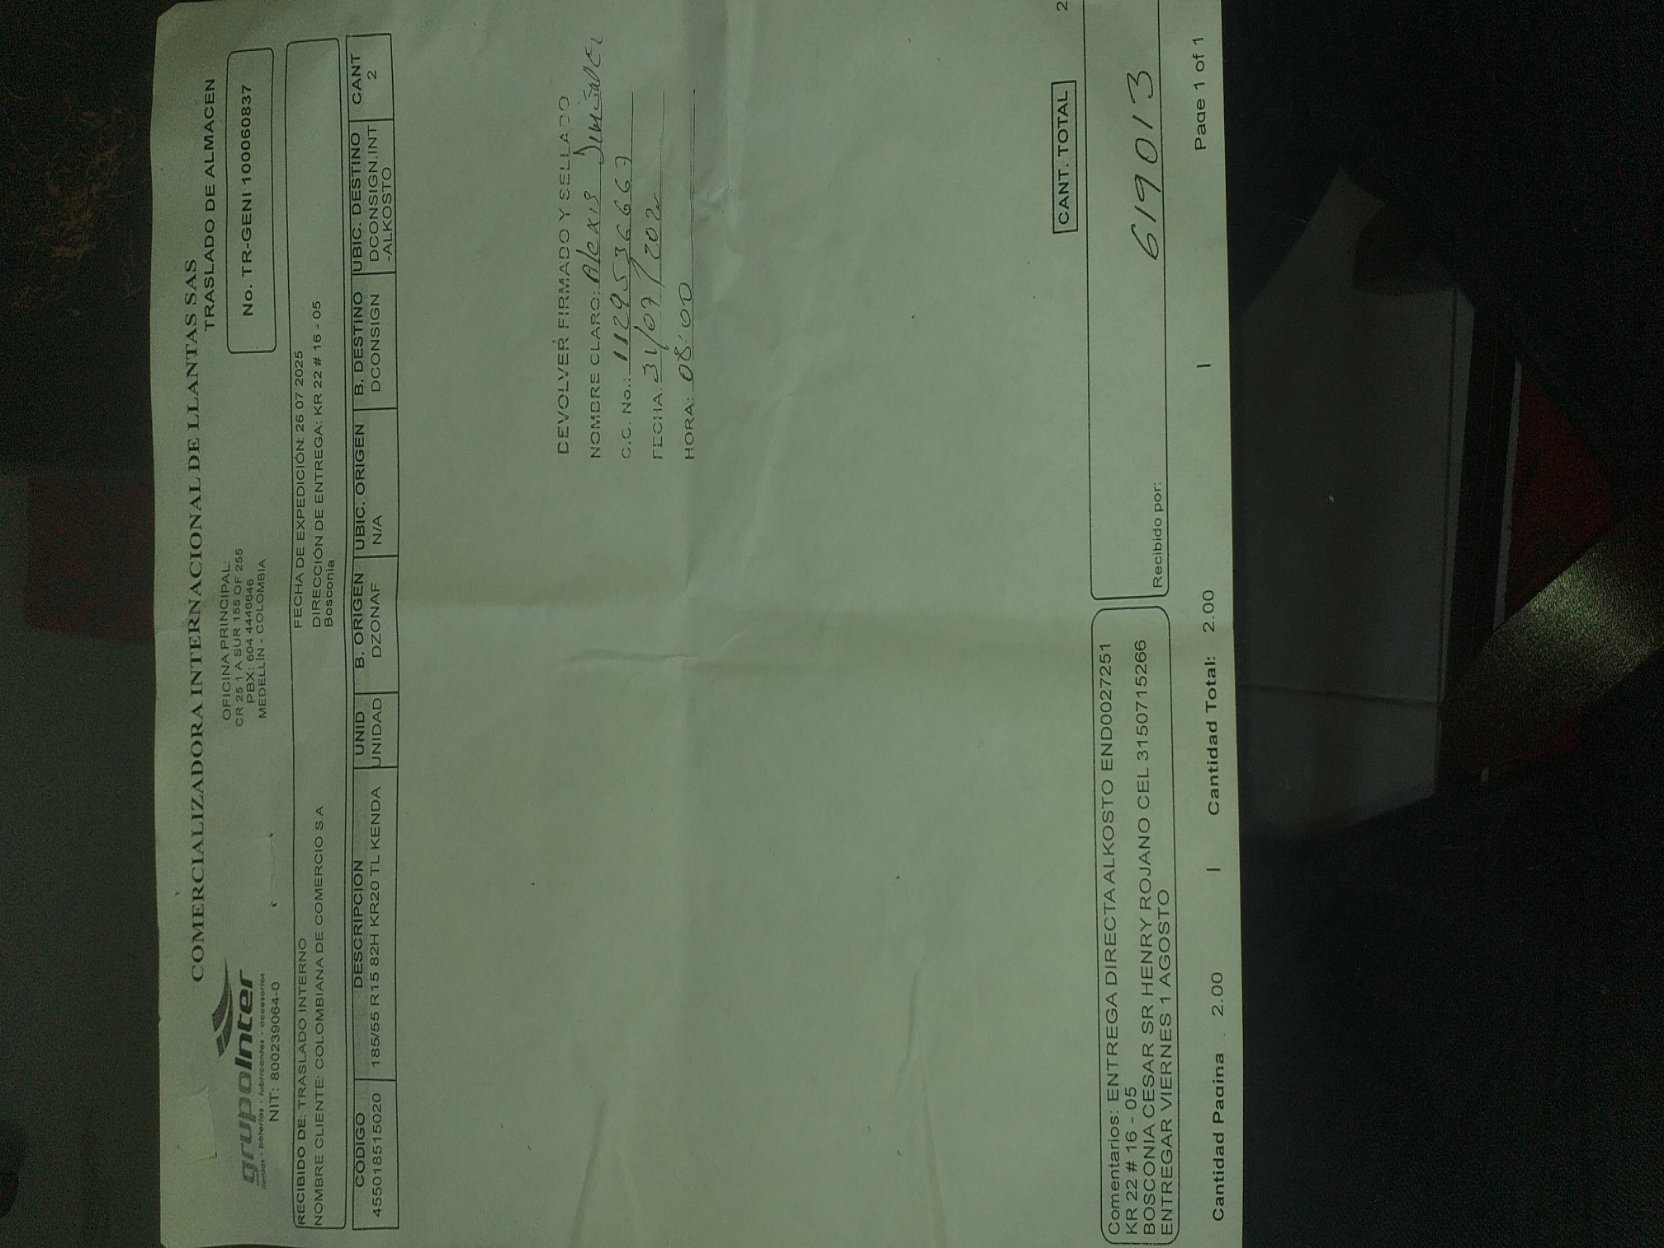 COMERCIALIZADORA INTERNACIONAL DE LLANTAS SAS
TRASLADO DE ALMACEN
grupoInter
NIT: 800239064-0
OFICINA PRINCIPAL:
CR 25 1 A SUR 155 OF 255
PBX: 604 4446646
MEDELLIN - COLOMBIA
No. TR-GENI 100060837
RECIBIDO DE: TRASLADO INTERNO
NOMBRE CLIENTE: COLOMBIANA DE COMERCIO S.A
FECHA DE EXPEDICIÓN: 26 07 2025
DIRECCIÓN DE ENTREGA: KR 22 # 16 - 05
Bosconia
CODIGO DESCRIPCION UNID B. ORIGEN UBIC. ORIGEN B. DESTINO UBIC. DESTINO CANT
4550185515020 185/55 R15 82H KR20 TL KENDA UNIDAD DZONAF N/A DCONSIGN DCONSIGN.INT 2
-ALKOSTO
DEVOLVER FIRMADO Y SELLADO
NOMBRE CLARO: Alexis
C.C. No.: 1129536667
FECHA: 31/07/202
HORA: 08:00
CANT. TOTAL 2
Comentarios: ENTREGA DIRECTA ALKOSTO END0027251
KR 22 # 16 - 05
BOSCONIA CESAR SR HENRY ROJANO CEL 3150715266
ENTREGAR VIERNES 1 AGOSTO
619013
Recibido por:
Cantidad Pagina . 2.00 | Cantidad Total: 2.00 | Page 1 of 1